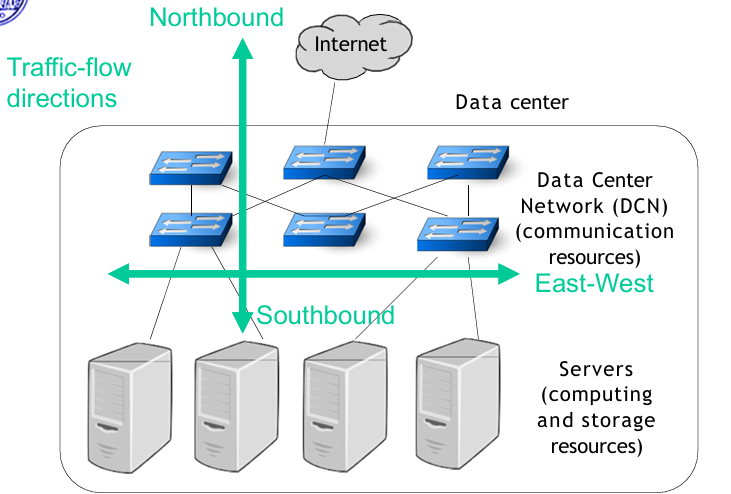 Northbound
Internet
Traffic-flow
directions
Data center
Data Center
Network (DCN)
(communication
resources)
East-West
Southbound
Servers
(computing
and storage
resources)